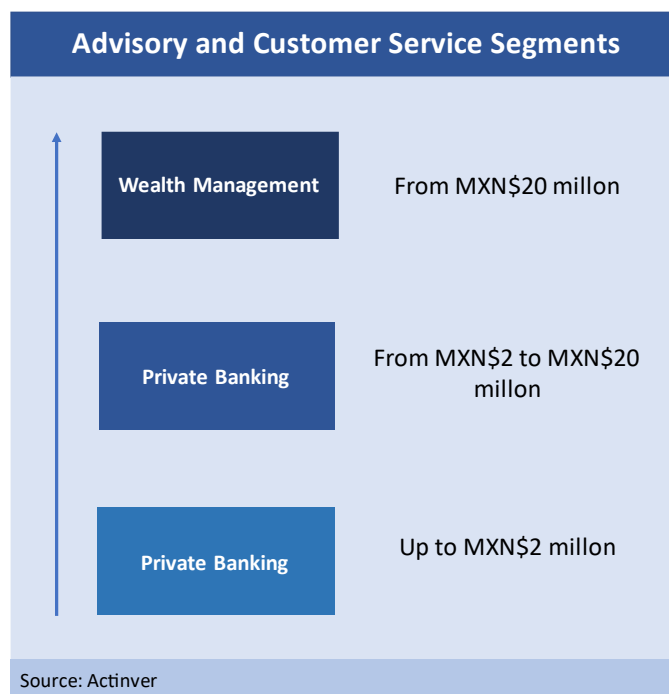 Advisory and Customer Service Segments
Wealth Management
From MXN$20 millon
Private Banking
From MXN$2 to MXN$20
millon
Private Banking
Up to MXN$2 millon
Source: Actinver